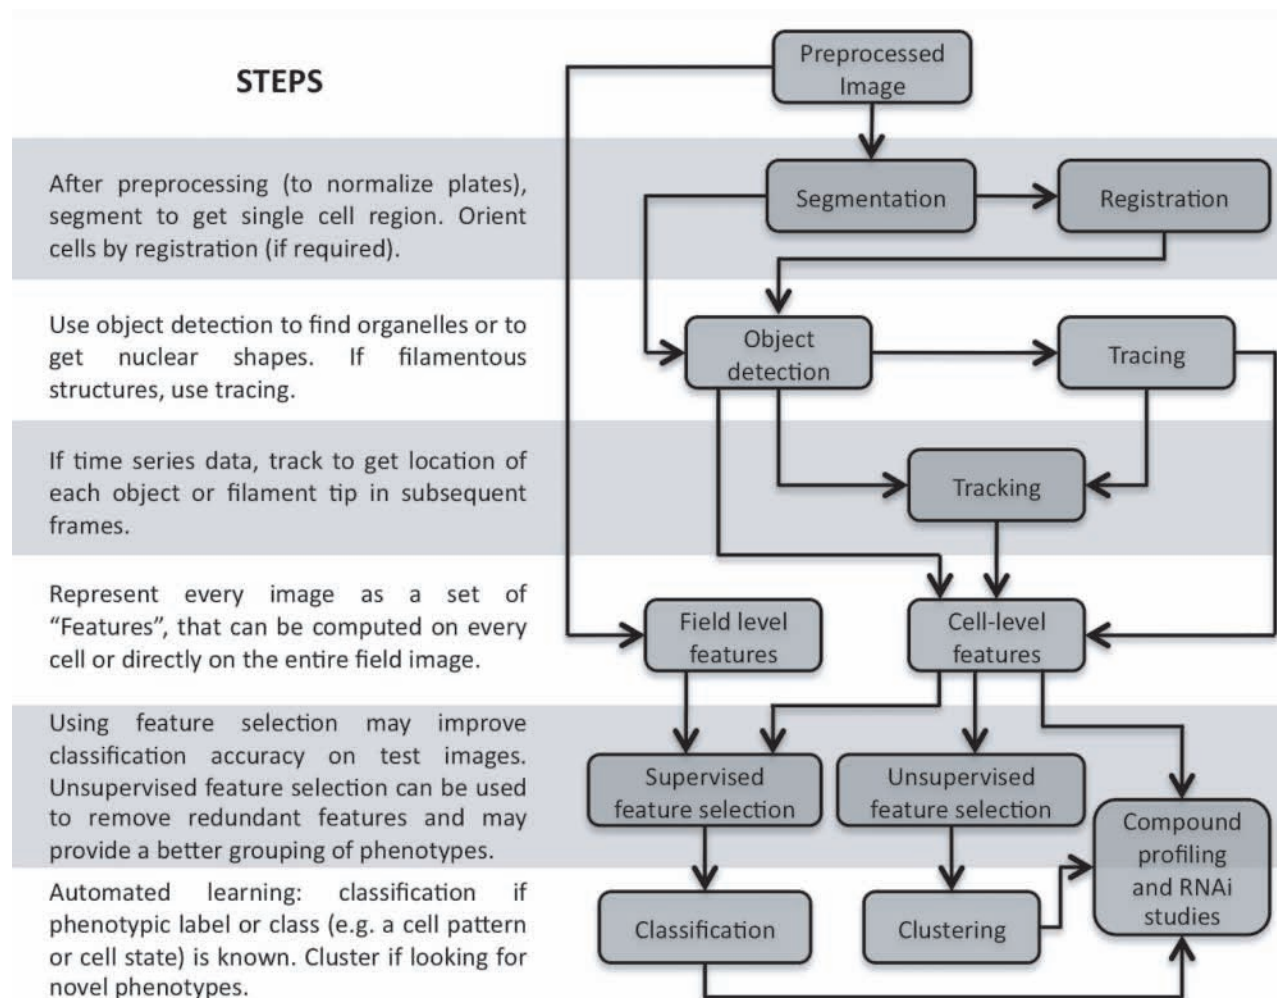 STEPS
Preprocessed
Image
After preprocessing (to normalize plates),
segment to get single cell region. Orient
cells by registration (if required).
Segmentation
Registration
Use object detection to find organelles or to
get nuclear shapes. If filamentous
structures, use tracing.
Object
detection
Tracing
If time series data, track to get location of
each object or filament tip in subsequent
frames.
Tracking
Represent every image as a set of
“Features”, that can be computed on every
cell or directly on the entire field image.
Field level
features
Cell-level
features
Using feature selection may improve
classification accuracy on test images.
Unsupervised feature selection can be used
to remove redundant features and may
provide a better grouping of phenotypes.
Supervised
feature selection
Unsupervised
feature selection
Compound
profiling
and RNAi
studies
Automated learning: classification if
phenotypic label or class (e.g. a cell pattern
or cell state) is known. Cluster if looking for
novel phenotypes.
Classification
Clustering